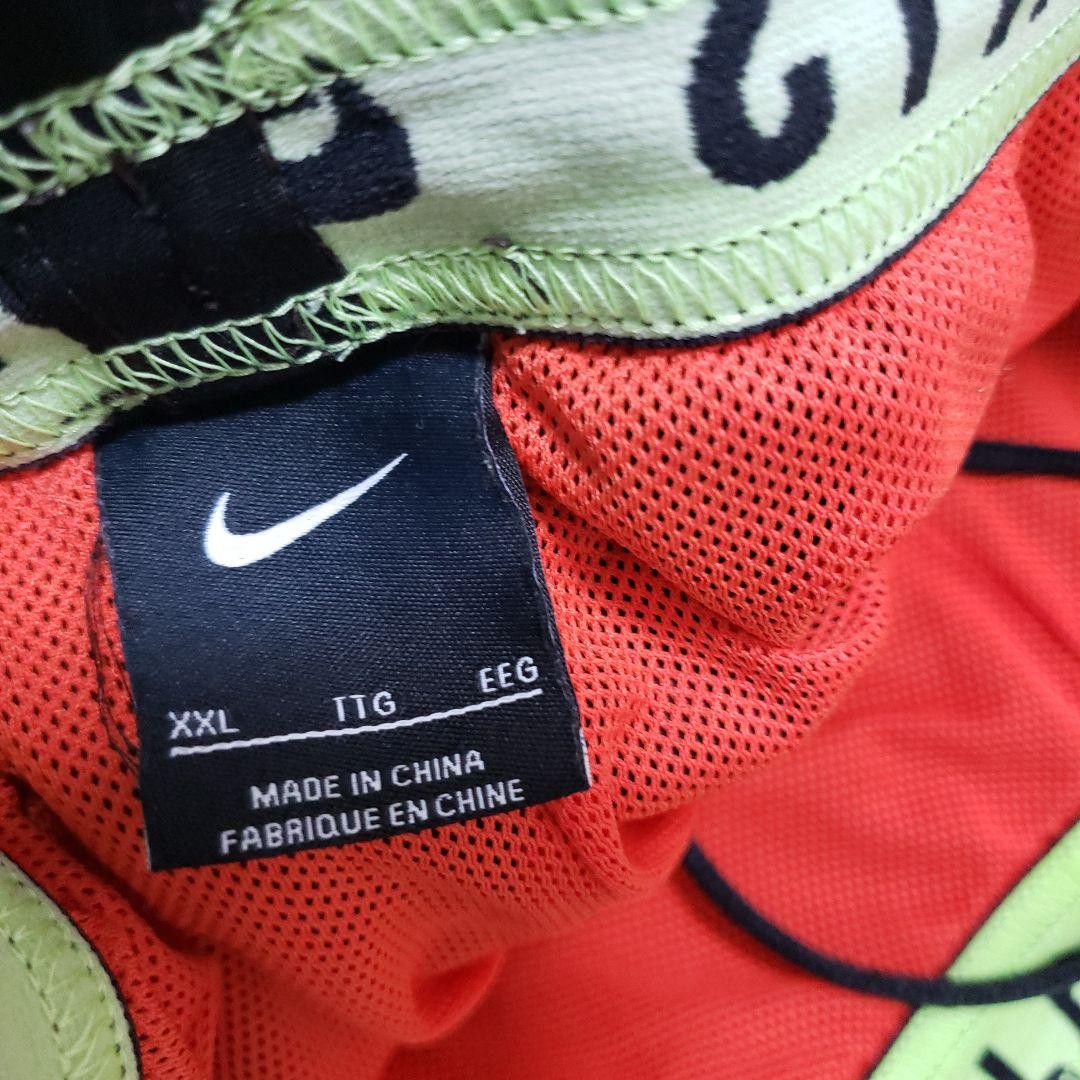 XXL TTG EEG
MADE IN CHINA
FABRIQUE EN CHINE